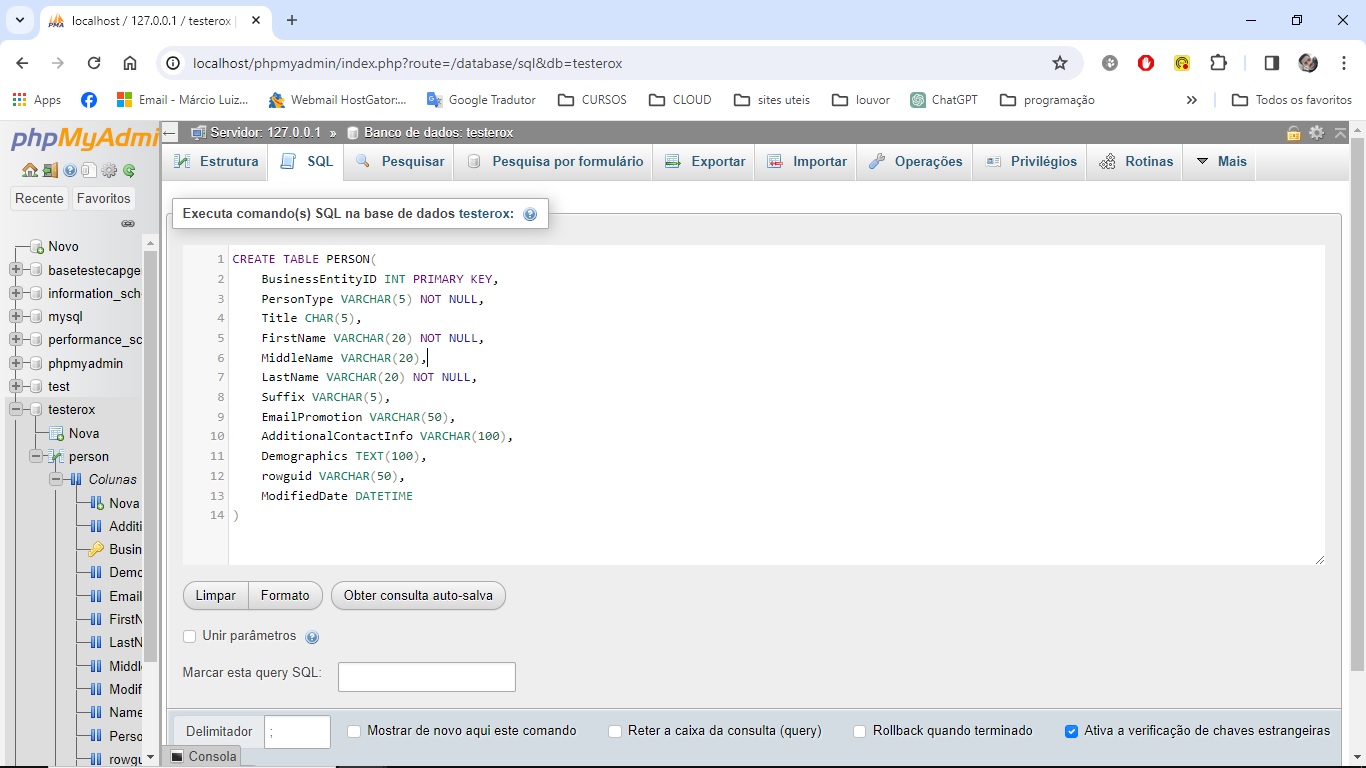 localhost / 127.0.0.1 / testerox
localhost/phpmyadmin/index.php?route=/database/sql&db=testerox
Apps Email - Márcio Luiz... Webmail HostGator:... Google Tradutor CURSOS CLOUD sites uteis louvor ChatGPT programação » Todos os favoritos
phpMyAdmi
Recente Favoritos
Novo
basetestecapge
information_sch
mysql
performance_sc
phpmyadmin
test
testerox
Nova
person
Colunas
Nova
Additi
Busin
Demo
Email
FirstN
LastN
Middl
Modif
Name
Perso
rowgu
Servidor: 127.0.0.1 » Banco de dados: testerox
Estrutura SQL Pesquisar Pesquisa por formulário Exportar Importar Operações Privilégios Rotinas Mais
Executa comando(s) SQL na base de dados testerox:
1 CREATE TABLE PERSON(
2 BusinessEntityID INT PRIMARY KEY,
3 PersonType VARCHAR(5) NOT NULL,
4 Title CHAR(5),
5 FirstName VARCHAR(20) NOT NULL,
6 MiddleName VARCHAR(20),
7 LastName VARCHAR(20) NOT NULL,
8 Suffix VARCHAR(5),
9 EmailPromotion VARCHAR(50),
10 AdditionalContactInfo VARCHAR(100),
11 Demographics TEXT(100),
12 rowguid VARCHAR(50),
13 ModifiedDate DATETIME
14 )
Limpar Formato Obter consulta auto-salva
Unir parâmetros
Marcar esta query SQL:
Delimitador ; Mostrar de novo aqui este comando Reter a caixa da consulta (query) Rollback quando terminado Ativa a verificação de chaves estrangeiras
Consola